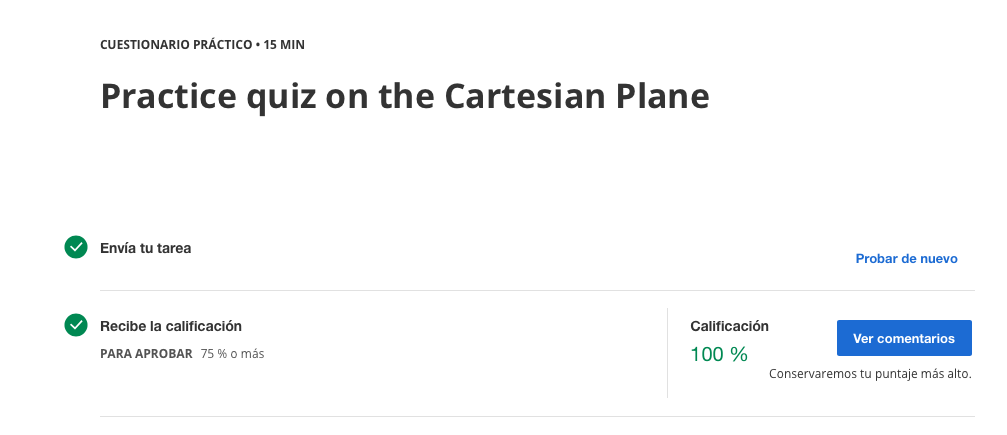 CUESTIONARIO PRÁCTICO • 15 MIN
Practice quiz on the Cartesian Plane
Envía tu tarea
Probar de nuevo
Recibe la calificación
PARA APROBAR 75 % o más
Calificación
100 %
Ver comentarios
Conservaremos tu puntaje más alto.